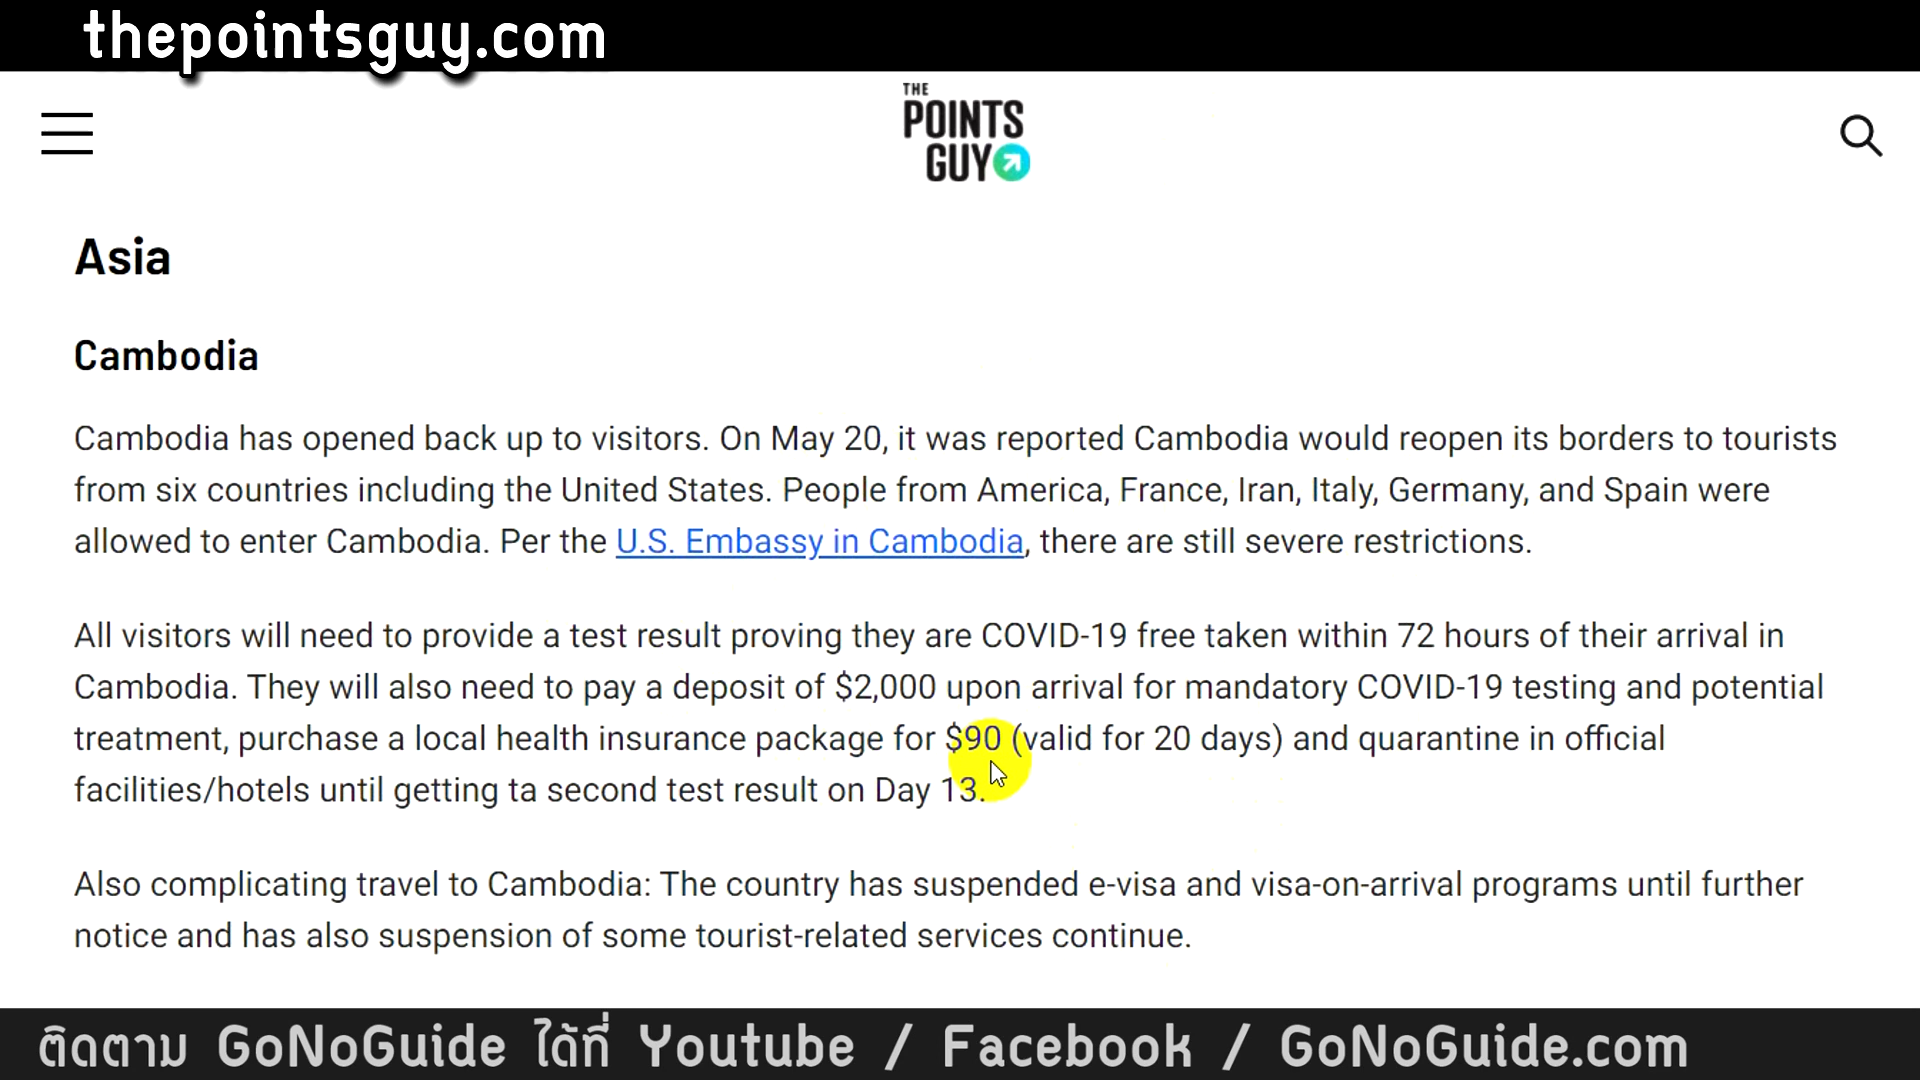 thepointsguy.com
THE
POINTS
GUY
Asia
Cambodia
Cambodia has opened back up to visitors. On May 20, it was reported Cambodia would reopen its borders to tourists
from six countries including the United States. People from America, France, Iran, Italy, Germany, and Spain were
allowed to enter Cambodia. Per the U.S. Embassy in Cambodia, there are still severe restrictions.
All visitors will need to provide a test result proving they are COVID-19 free taken within 72 hours of their arrival in
Cambodia. They will also need to pay a deposit of $2,000 upon arrival for mandatory COVID-19 testing and potential
treatment, purchase a local health insurance package for $90 (valid for 20 days) and quarantine in official
facilities/hotels until getting ta second test result on Day 13.
Also complicating travel to Cambodia: The country has suspended e-visa and visa-on-arrival programs until further
notice and has also suspension of some tourist-related services continue.
ติดตาม GoNoGuide ได้ที่ Youtube / Facebook / GoNoGuide.com